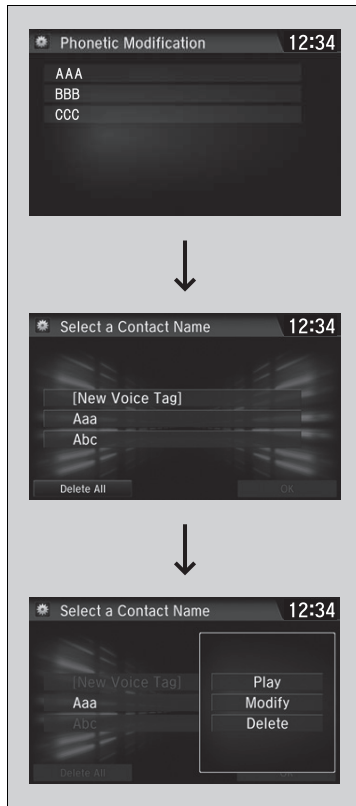 Phonetic Modification 12:34
AAA
BBB
CCC
Select a Contact Name 12:34
[New Voice Tag]
Aaa
Abc
Delete All OK
Select a Contact Name 12:34
[New Voice Tag] Play
Aaa Modify
Abc Delete
Delete All OK